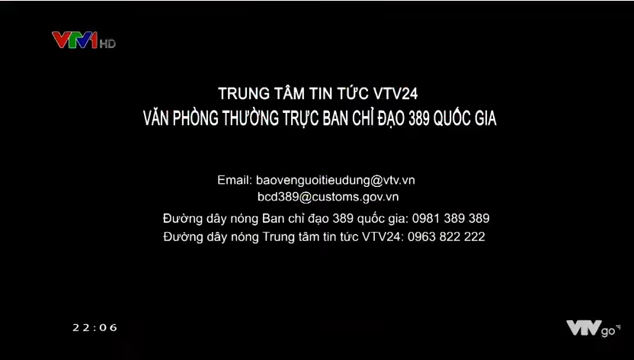 VTV1 HD
TRUNG TÂM TIN TỨC VTV24
VĂN PHÒNG THƯỜNG TRỰC BAN CHỈ ĐẠO 389 QUỐC GIA
Email: baovenguoitieudung@vtv.vn
bcd389@customs.gov.vn
Đường dây nóng Ban chỉ đạo 389 quốc gia: 0981 389 389
Đường dây nóng Trung tâm tin tức VTV24: 0963 822 222
22:06
VTV go